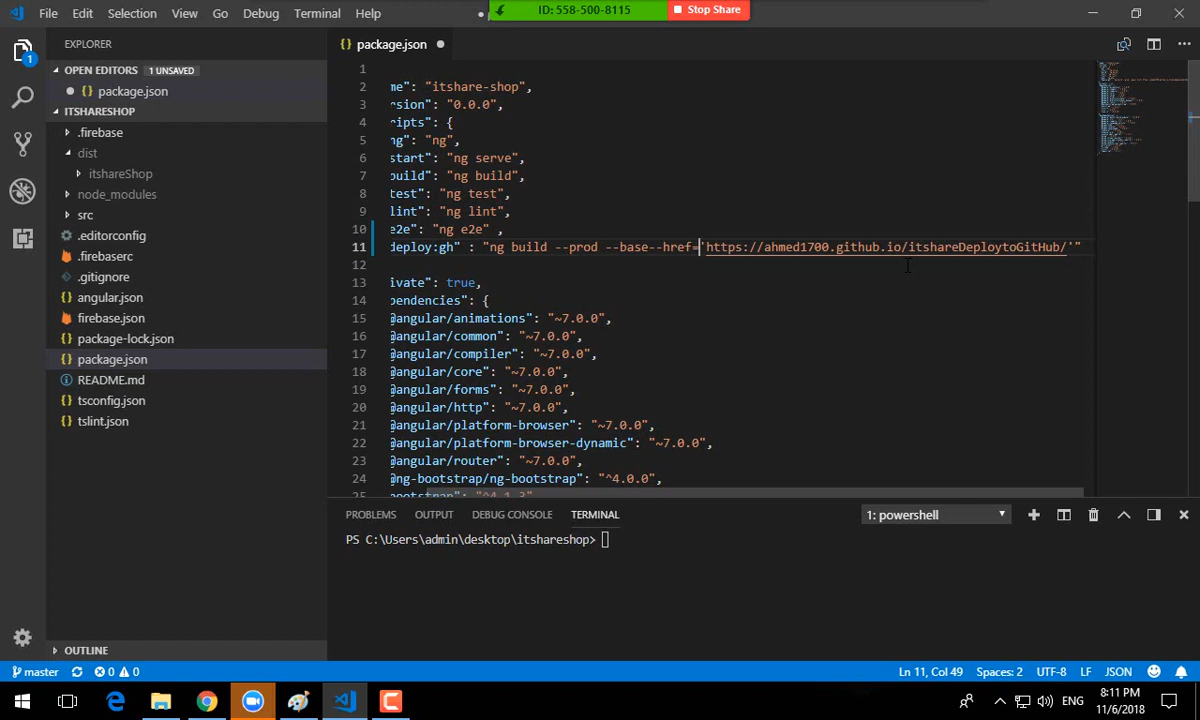 File Edit Selection View Go Debug Terminal Help
ID: 558-500-8115 Stop Share
EXPLORER
OPEN EDITORS 1 UNSAVED
package.json
ITSHARESHOP
.firebase
dist
itshareShop
node_modules
src
.editorconfig
.firebaserc
.gitignore
angular.json
firebase.json
package-lock.json
package.json
README.md
tsconfig.json
tslint.json
OUTLINE
package.json
1
2 me": "itshare-shop",
3 rsion": "0.0.0",
4 ripts": {
5 ng": "ng",
6 start": "ng serve",
7 build": "ng build",
8 test": "ng test",
9 lint": "ng lint",
10 e2e": "ng e2e" ,
11 deploy:gh" : "ng build --prod --base--href='https://ahmed1700.github.io/itshareDeploytoGitHub/'"
12
13 ivate": true,
14 pendencies": {
15 @angular/animations": "~7.0.0",
16 @angular/common": "~7.0.0",
17 @angular/compiler": "~7.0.0",
18 @angular/core": "~7.0.0",
19 @angular/forms": "~7.0.0",
20 @angular/http": "~7.0.0",
21 @angular/platform-browser": "~7.0.0",
22 @angular/platform-browser-dynamic": "~7.0.0",
23 @angular/router": "~7.0.0",
24 @ng-bootstrap/ng-bootstrap": "^4.0.0",
25 bootstrap": "^4.1.3"
PROBLEMS OUTPUT DEBUG CONSOLE TERMINAL 1: powershell
PS C:\Users\admin\desktop\itshareshop>
master 0 0 Ln 11, Col 49 Spaces: 2 UTF-8 LF JSON
ENG
8:11 PM
11/6/2018